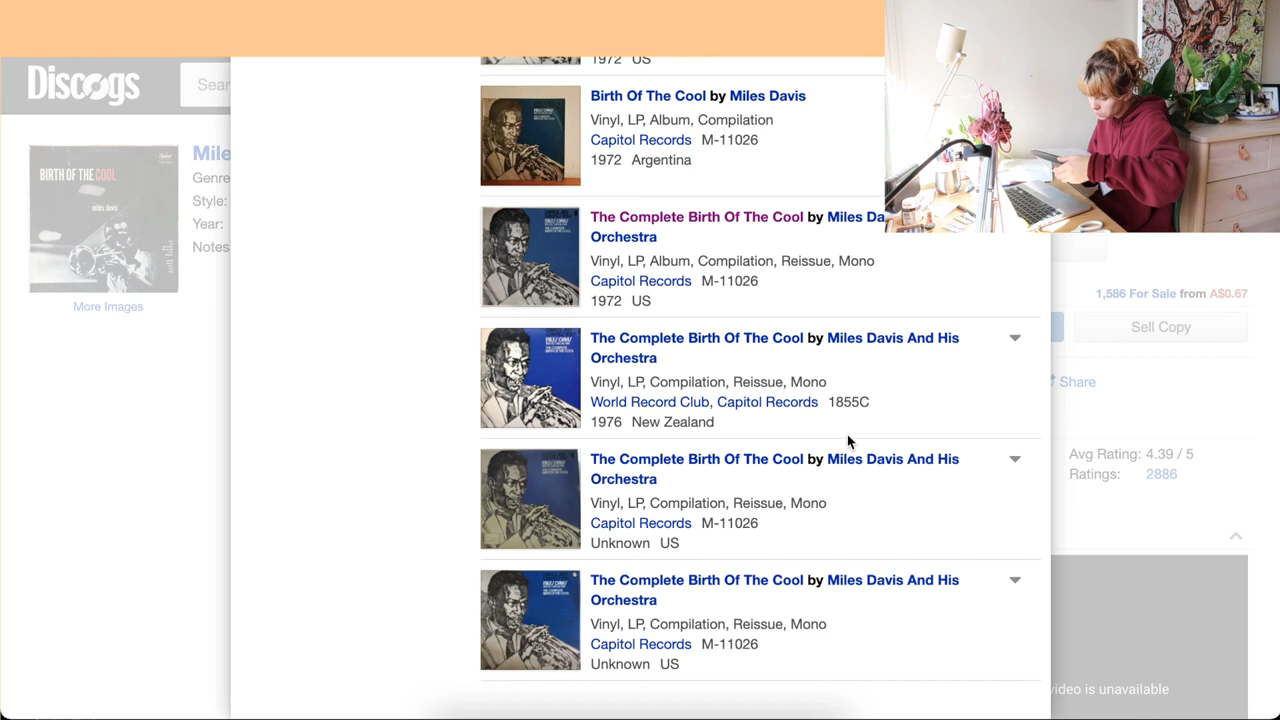 1972 US
Discogs
Sear
BIRTH OF THE COOL
miles davis
Mile
Genre
Style:
Year:
Notes
More Images
Birth Of The Cool by Miles Davis
Vinyl, LP, Album, Compilation
Capitol Records M-11026
1972 Argentina
The Complete Birth Of The Cool by Miles Da
Orchestra
Vinyl, LP, Album, Compilation, Reissue, Mono
Capitol Records M-11026
1972 US
The Complete Birth Of The Cool by Miles Davis And His
Orchestra
Vinyl, LP, Compilation, Reissue, Mono
World Record Club, Capitol Records 1855C
1976 New Zealand
The Complete Birth Of The Cool by Miles Davis And His
Orchestra
Vinyl, LP, Compilation, Reissue, Mono
Capitol Records M-11026
Unknown US
The Complete Birth Of The Cool by Miles Davis And His
Orchestra
Vinyl, LP, Compilation, Reissue, Mono
Capitol Records M-11026
Unknown US
1,586 For Sale from A$0.67
Sell Copy
Share
Avg Rating: 4.39 / 5
Ratings: 2886
video is unavailable